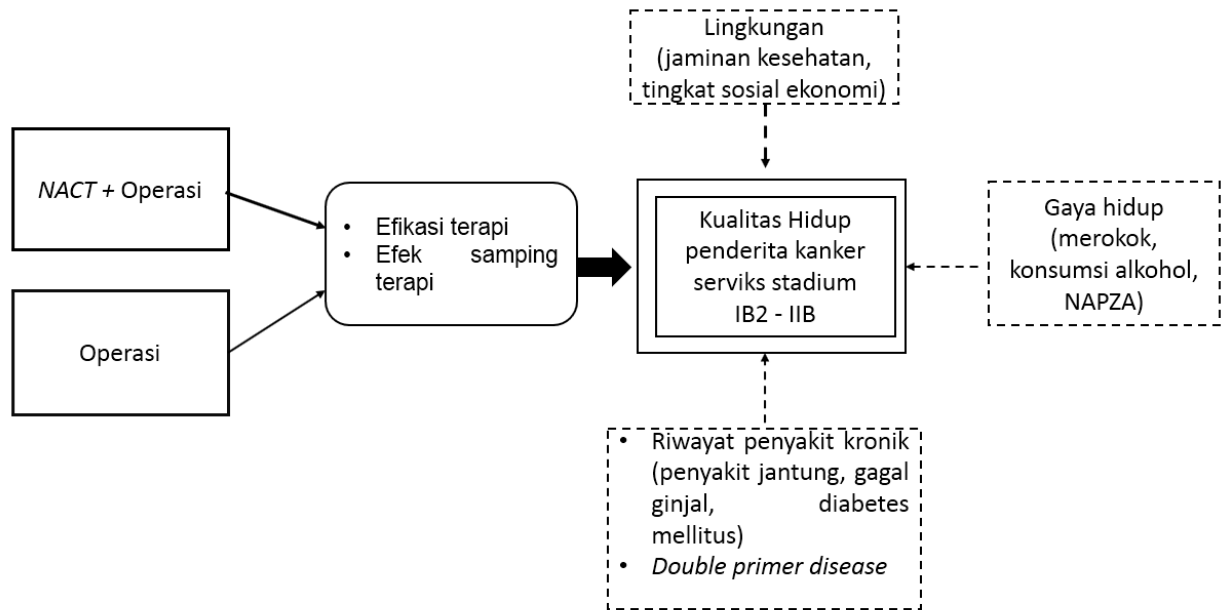 Lingkungan
(jaminan kesehatan,
tingkat sosial ekonomi)
NACT + Operasi
Operasi
• Efikasi terapi
• Efek samping
terapi
Kualitas Hidup
penderita kanker
serviks stadium
IB2 - IIB
Gaya hidup
(merokok,
konsumsi alkohol,
NAPZA)
• Riwayat penyakit kronik
(penyakit jantung, gagal
ginjal, diabetes
mellitus)
• Double primer disease